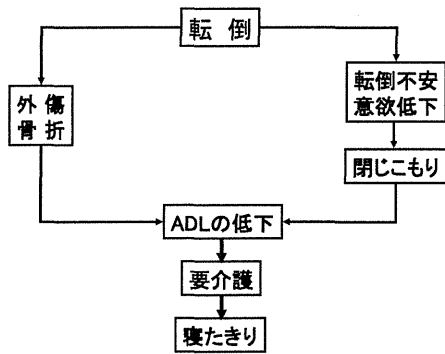 転倒
外傷
骨折
転倒不安
意欲低下
閉じこもり
ADLの低下
要介護
寝たきり